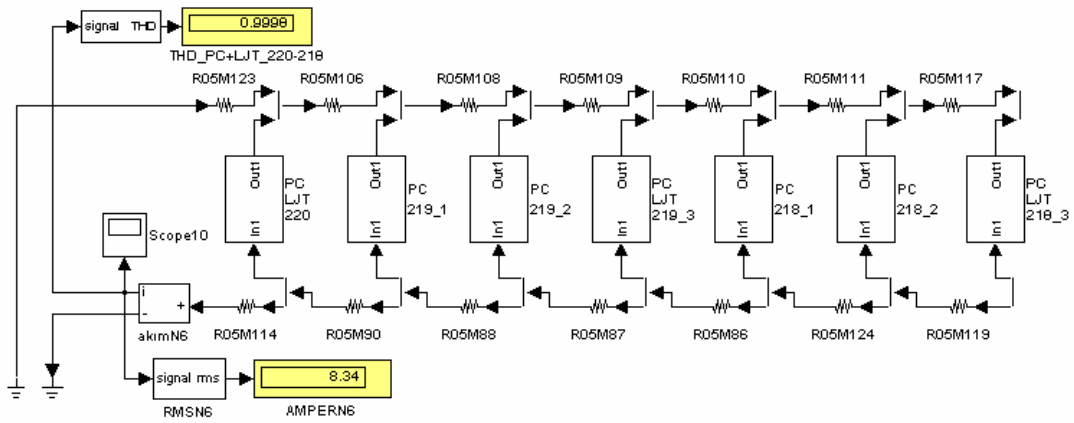 signal THD
0.9998
THD_PC+LJT_220-218
R05M123 R05M106 R05M108 R05M109 R05M110 R05M111 R05M117
Out1 Out1 Out1 Out1 Out1 Out1 Out1
In1 In1 In1 In1 In1 In1 In1
PC LJT 220
PC 219_1
PC 219_2
PC LJT 219_3
PC 218_1
PC 218_2
PC LJT 218_3
Scope10
i
+
-
akımN6
R05M114 R05M90 R05M88 R05M87 R05M86 R05M124 R05M119
signal rms
8.34
RMSN6
AMPERN6